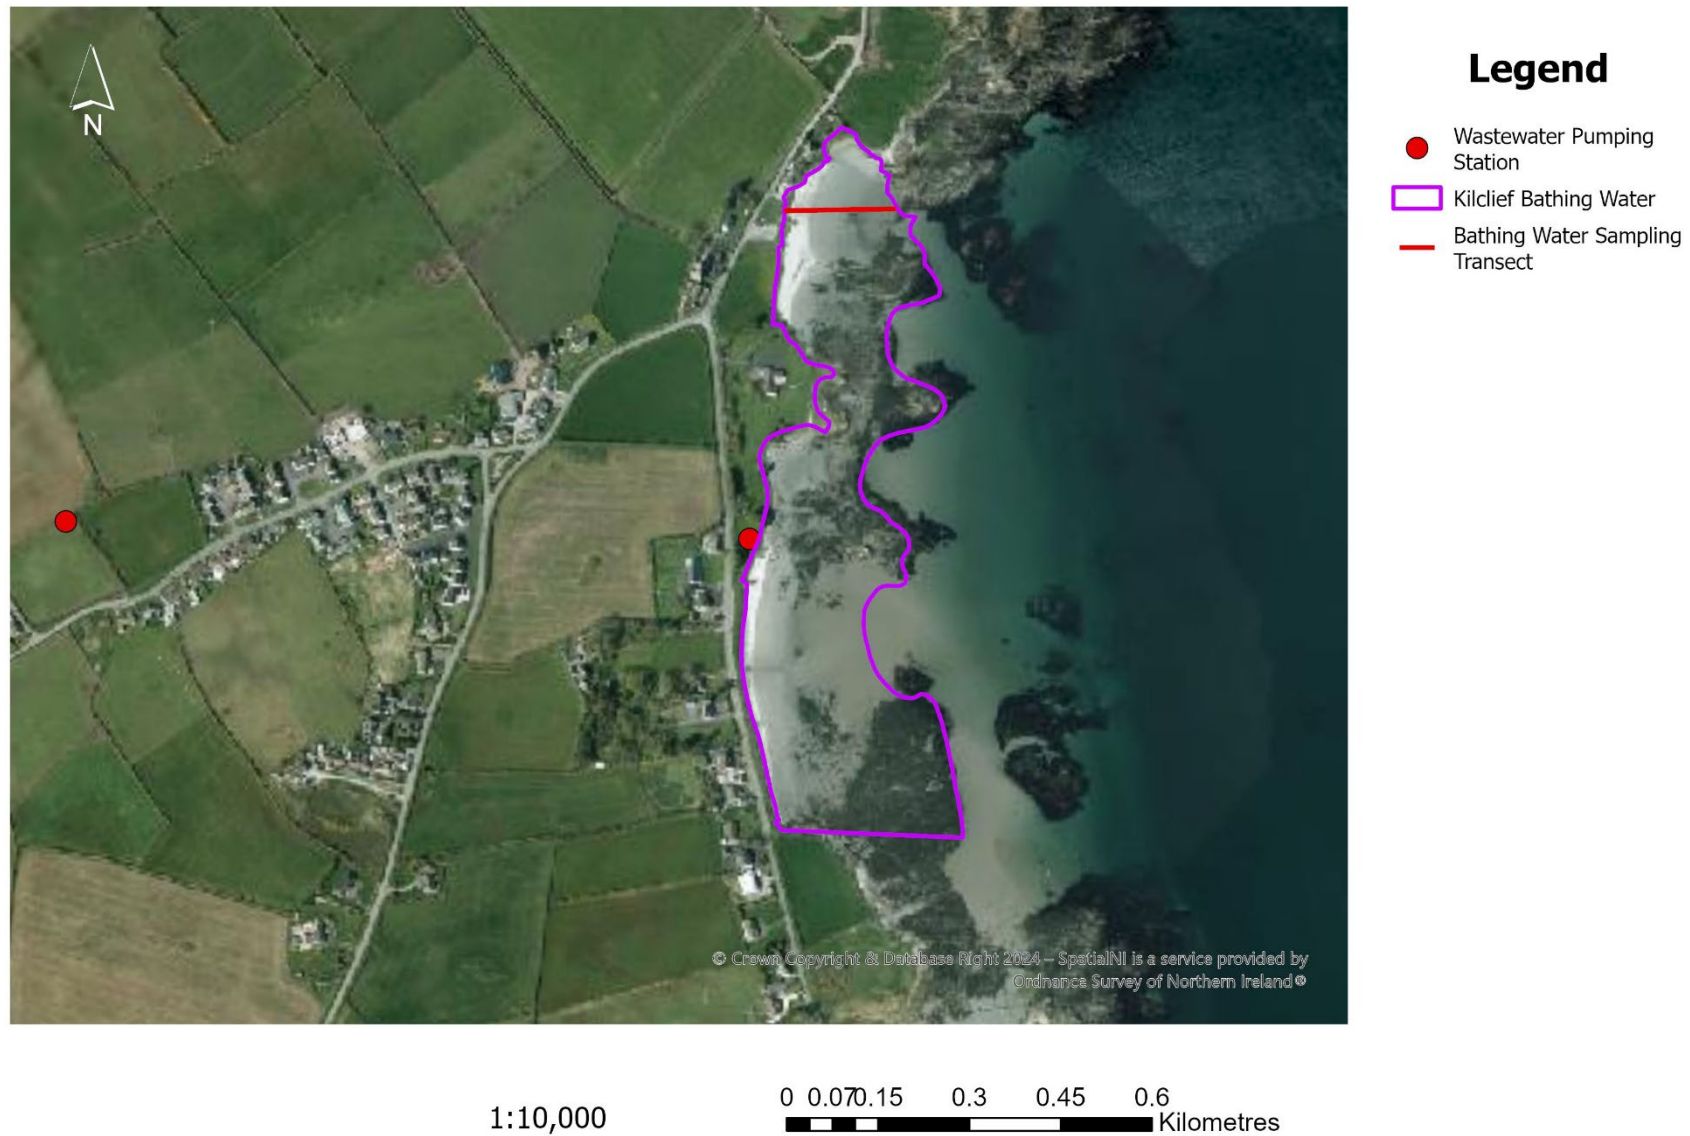 N
Legend
Wastewater Pumping
Station
Kilclief Bathing Water
Bathing Water Sampling
Transect
© Crown Copyright & Database Right 2024 – SpatialNI is a service provided by
Ordnance Survey of Northern Ireland®
1:10,000
0 0.07 0.15 0.3 0.45 0.6
Kilometres